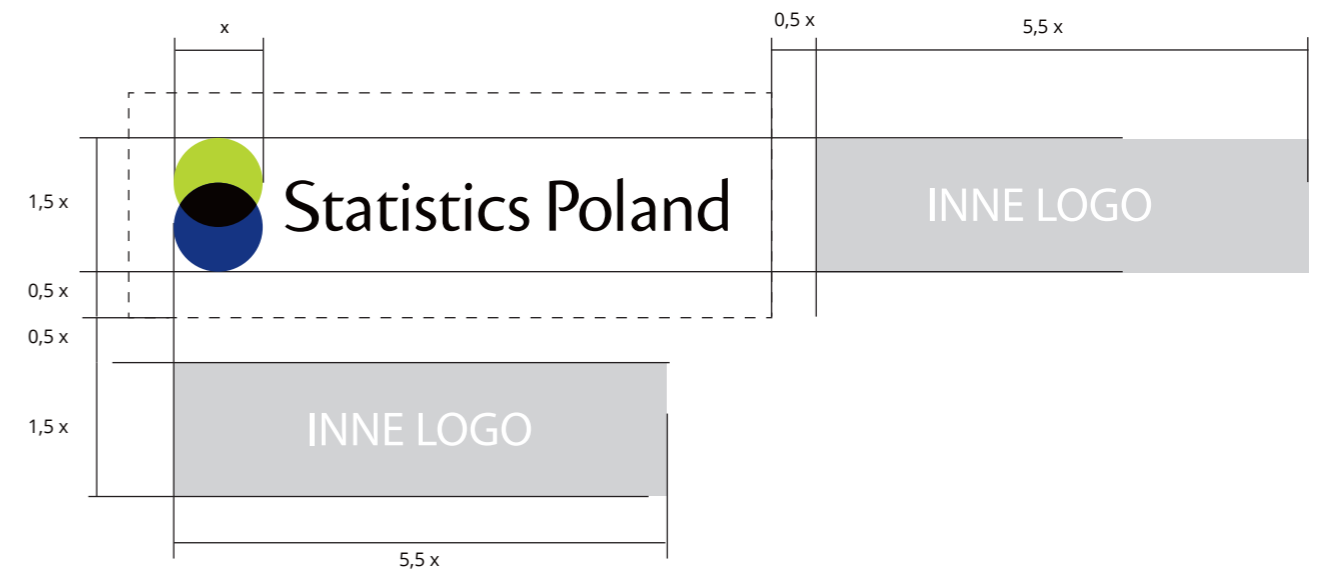 x
0,5 x
5,5 x
1,5 x
Statistics Poland
INNE LOGO
0,5 x
0,5 x
1,5 x
INNE LOGO
5,5 x